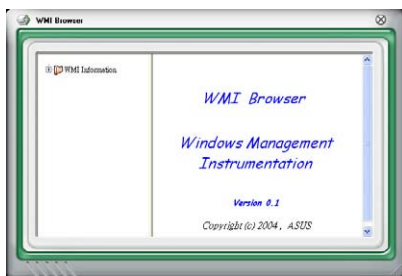 WMI Browser
WMI Information
WMI Browser
Windows Management
Instrumentation
Version 0.1
Copyright (c) 2004, ASUS